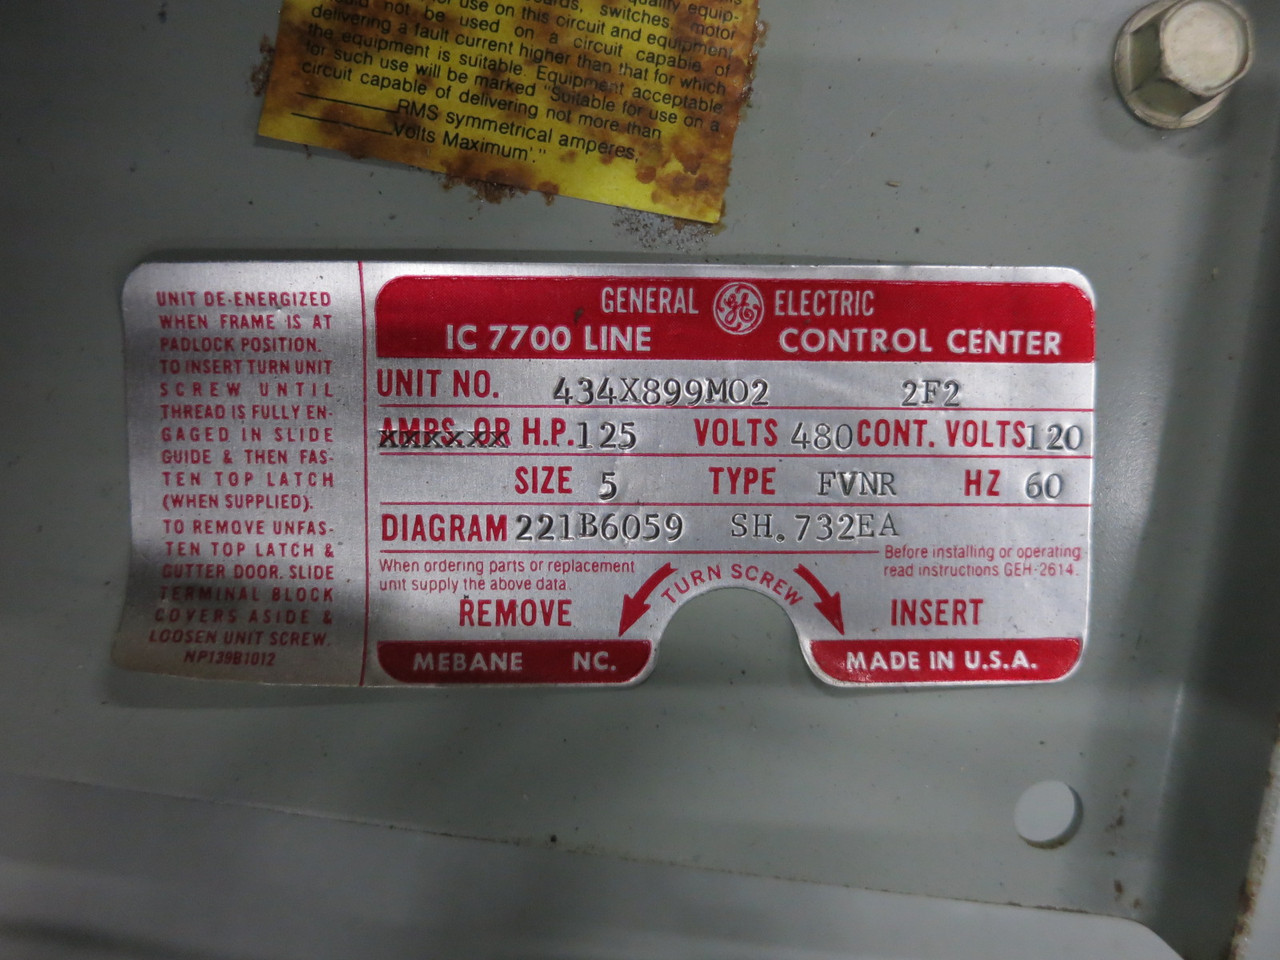 quality equip-
ards, switches, motor
for use on this circuit and equipment
not be used on a circuit capable of
delivering a fault current higher than that for which
the equipment is suitable. Equipment acceptable
for such use will be marked "Suitable for use on a
circuit capable of delivering not more than
RMS symmetrical amperes,
Volts Maximum'."
UNIT DE-ENERGIZED
WHEN FRAME IS AT
PADLOCK POSITION.
TO INSERT TURN UNIT
SCREW UNTIL
THREAD IS FULLY EN-
GAGED IN SLIDE
GUIDE & THEN FAS-
TEN TOP LATCH
(WHEN SUPPLIED).
TO REMOVE UNFAS-
TEN TOP LATCH &
GUTTER DOOR. SLIDE
TERMINAL BLOCK
COVERS ASIDE &
LOOSEN UNIT SCREW.
NP139B1012
GENERAL GE ELECTRIC
IC 7700 LINE CONTROL CENTER
UNIT NO. 434X899M02 2F2
AMPS. OR H.P. 125 VOLTS 480 CONT. VOLTS 120
SIZE 5 TYPE FVNR HZ 60
DIAGRAM 221B6059 SH.732EA
When ordering parts or replacement
unit supply the above data.
Before installing or operating
read instructions GEH-2614.
TURN SCREW
REMOVE INSERT
MEBANE NC. MADE IN U.S.A.